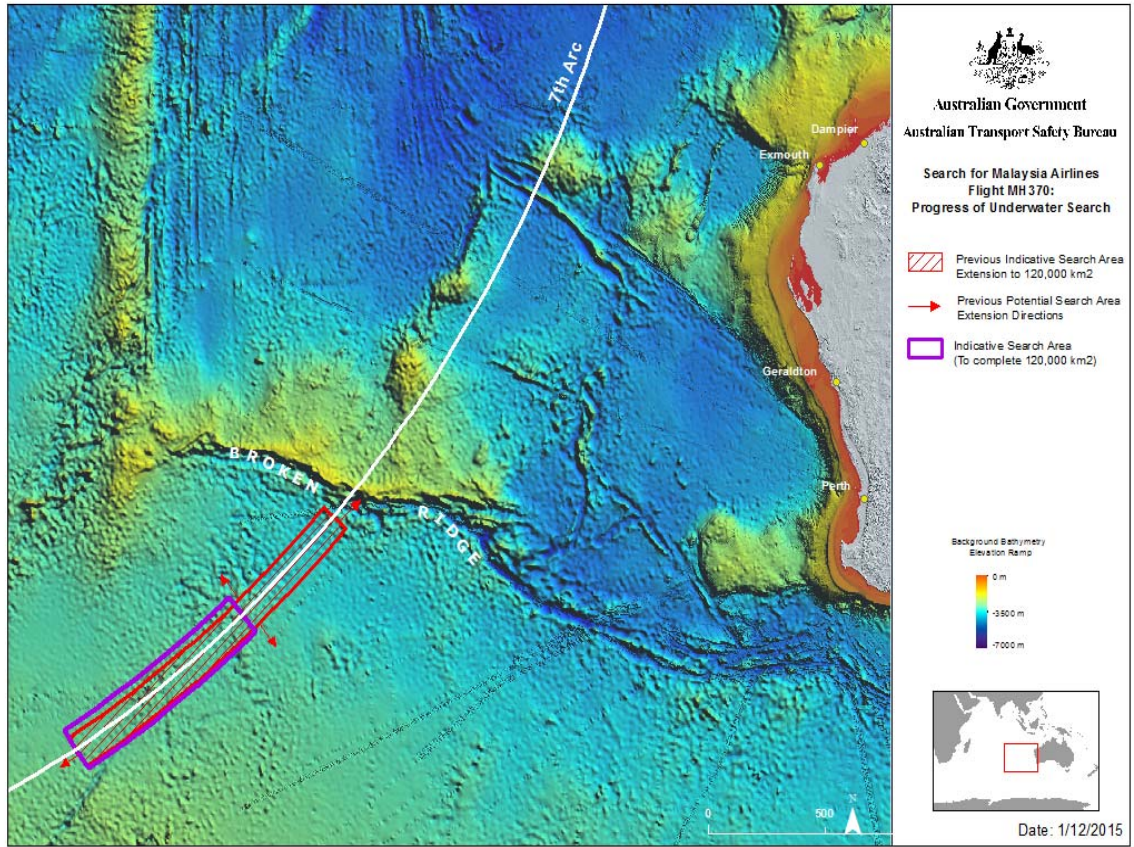 7th Arc
Dampier
Exmouth
Geraldton
Perth
BROKEN
RIDGE
0 500
N
Australian Government
Australian Transport Safety Bureau
Search for Malaysia Airlines
Flight MH370:
Progress of Underwater Search
Previous Indicative Search Area
Extension to 120,000 km2
Previous Potential Search Area
Extension Directions
Indicative Search Area
(To complete 120,000 km2)
Background Bathymetry
Elevation Ramp
0 m
-3500 m
-7000 m
Date: 1/12/2015